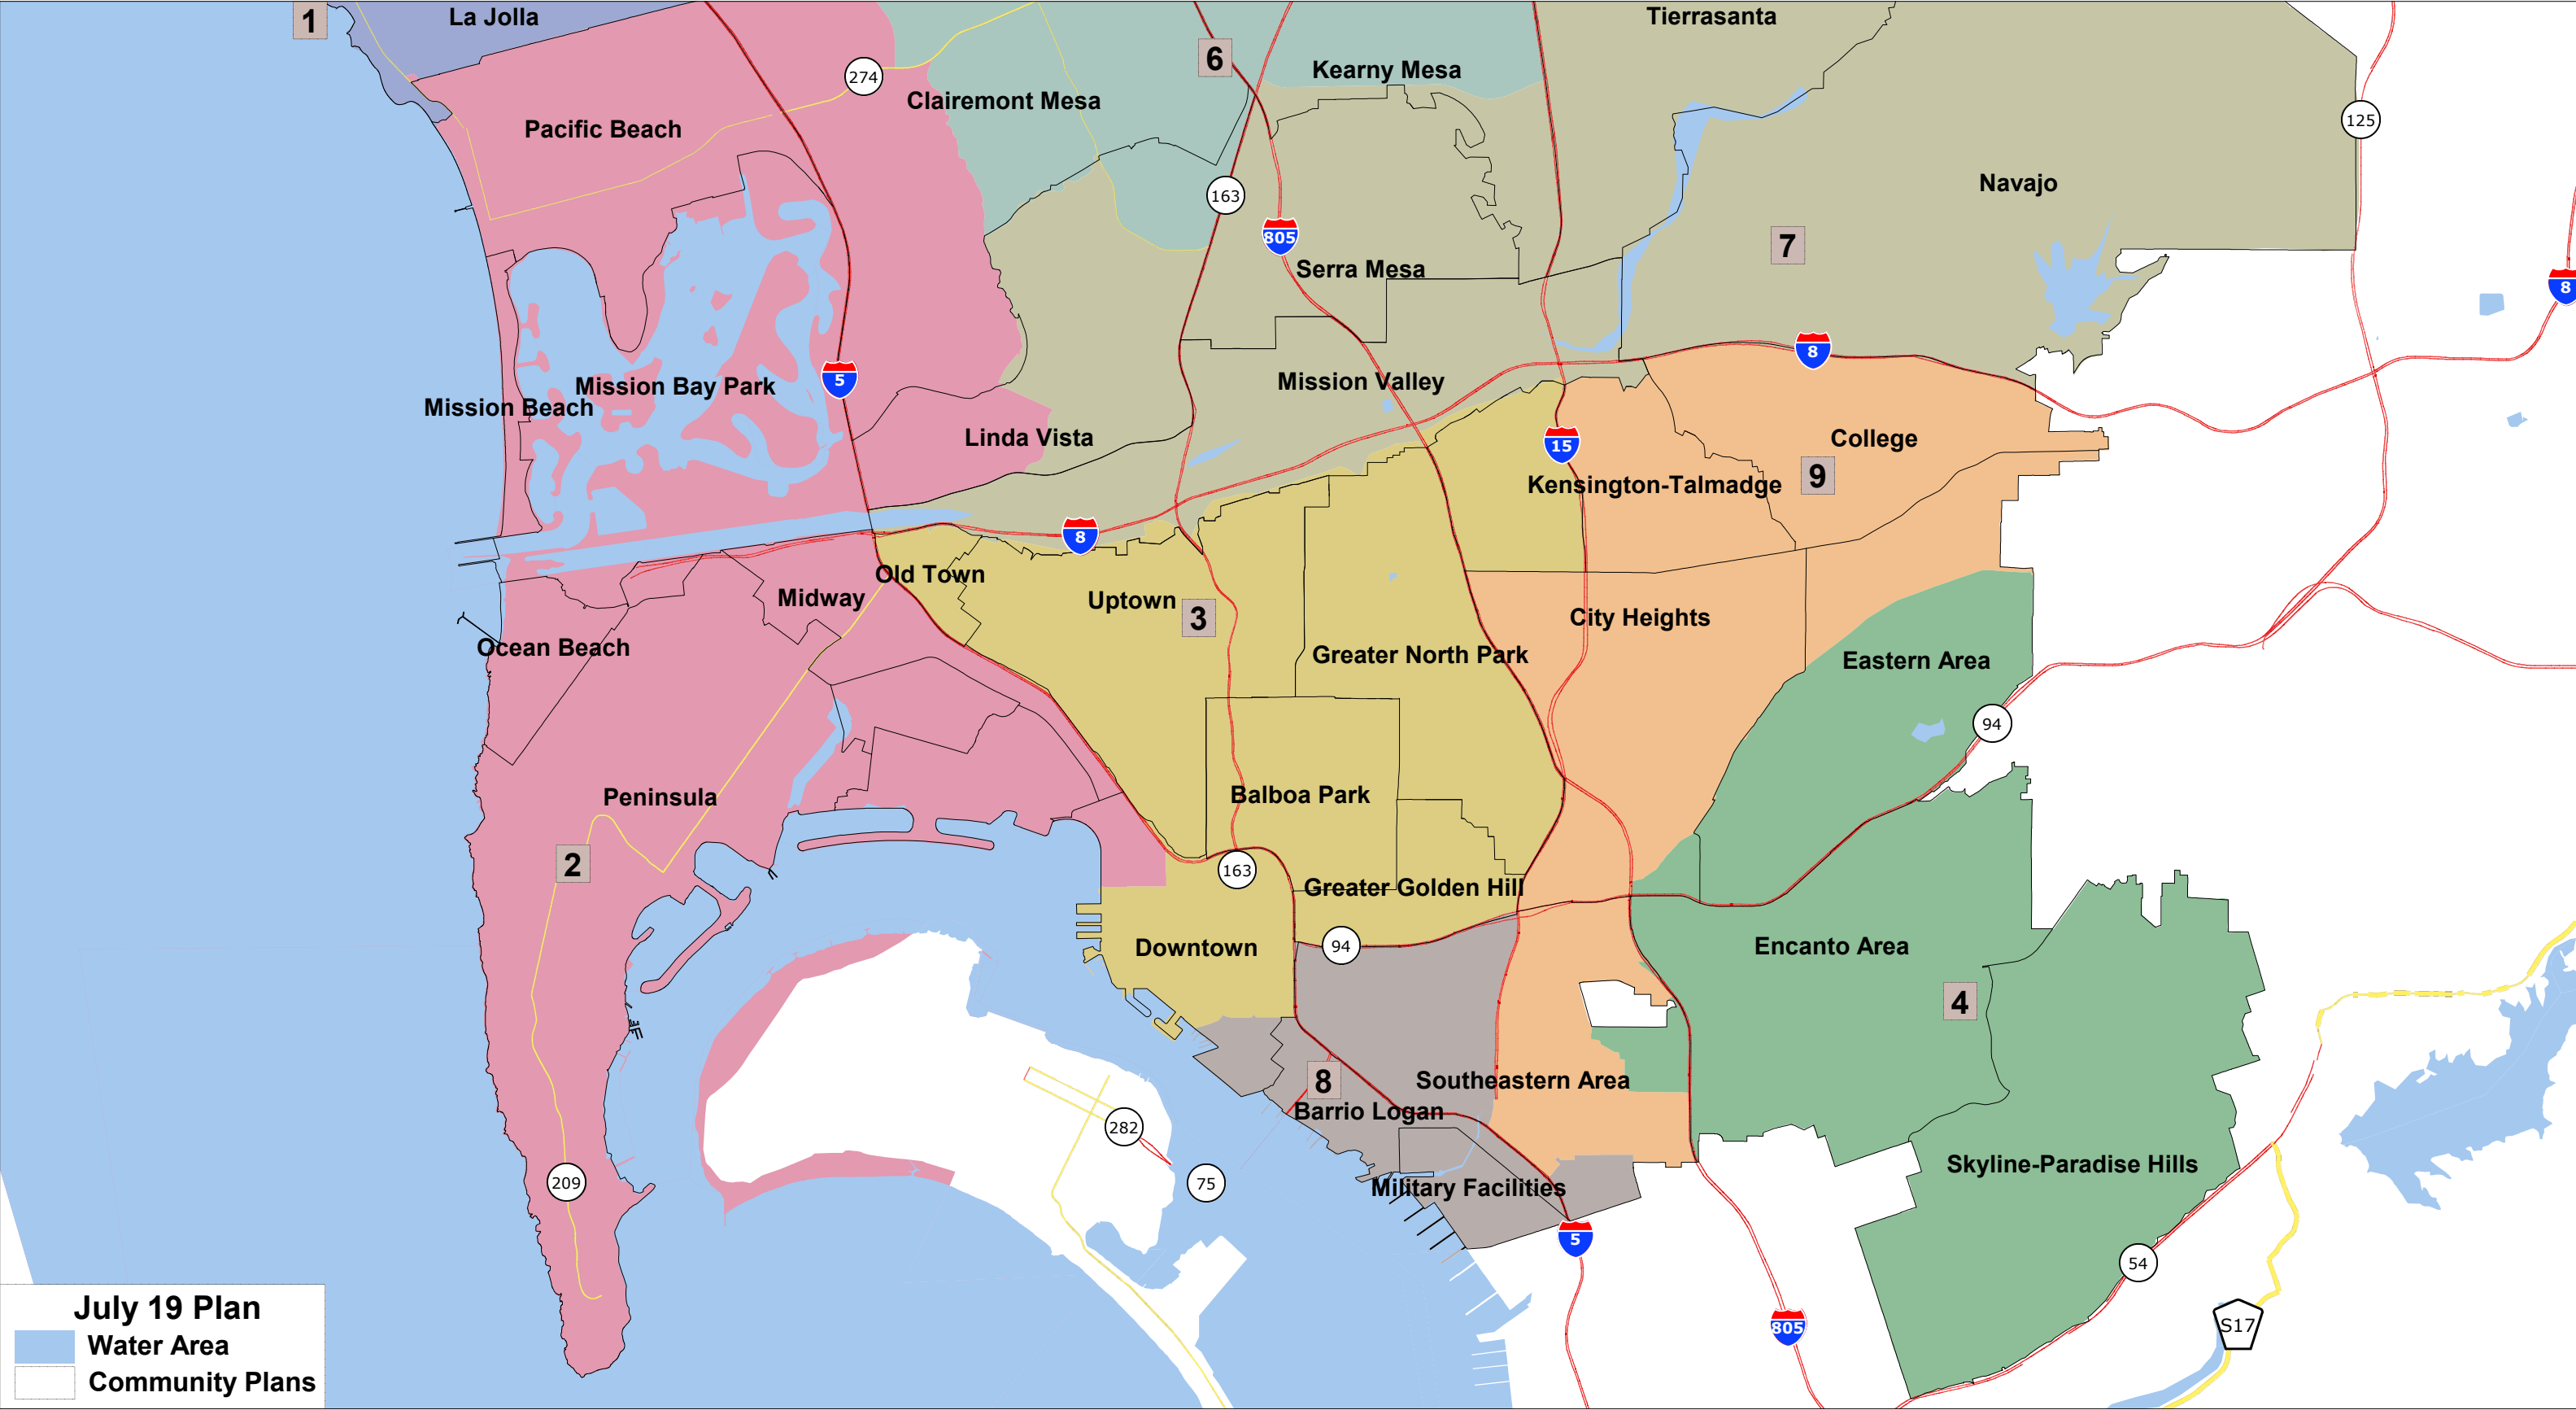 1
La Jolla
6
Tierrasanta
Kearny Mesa
274
Clairemont Mesa
Pacific Beach
125
Navajo
163
805
7
Serra Mesa
8
8
5
Mission Bay Park
Mission Valley
Mission Beach
Linda Vista
15
College
9
Kensington-Talmadge
8
Old Town
Midway
Uptown
3
City Heights
Ocean Beach
Greater North Park
Eastern Area
94
Peninsula
Balboa Park
2
163
Greater Golden Hill
Downtown
94
Encanto Area
4
8
Southeastern Area
Barrio Logan
282
Skyline-Paradise Hills
209
75
Military Facilities
5
54
July 19 Plan
805
S17
Water Area
Community Plans